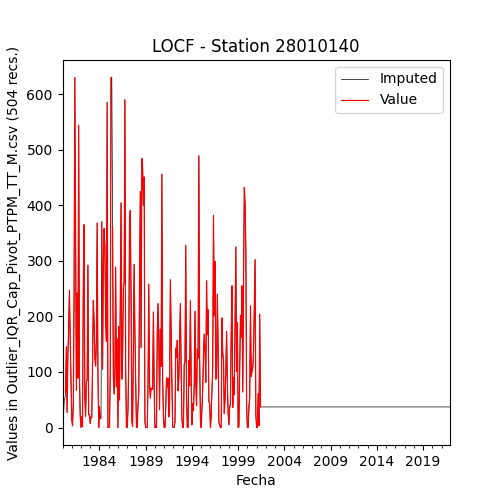 LOCF - Station 28010140
Imputed
Value
Values in Outlier_IQR_Cap_Pivot_PTPM_TT_M.csv (504 recs.)
600
500
400
300
200
100
0
1984 1989 1994 1999 2004 2009 2014 2019
Fecha